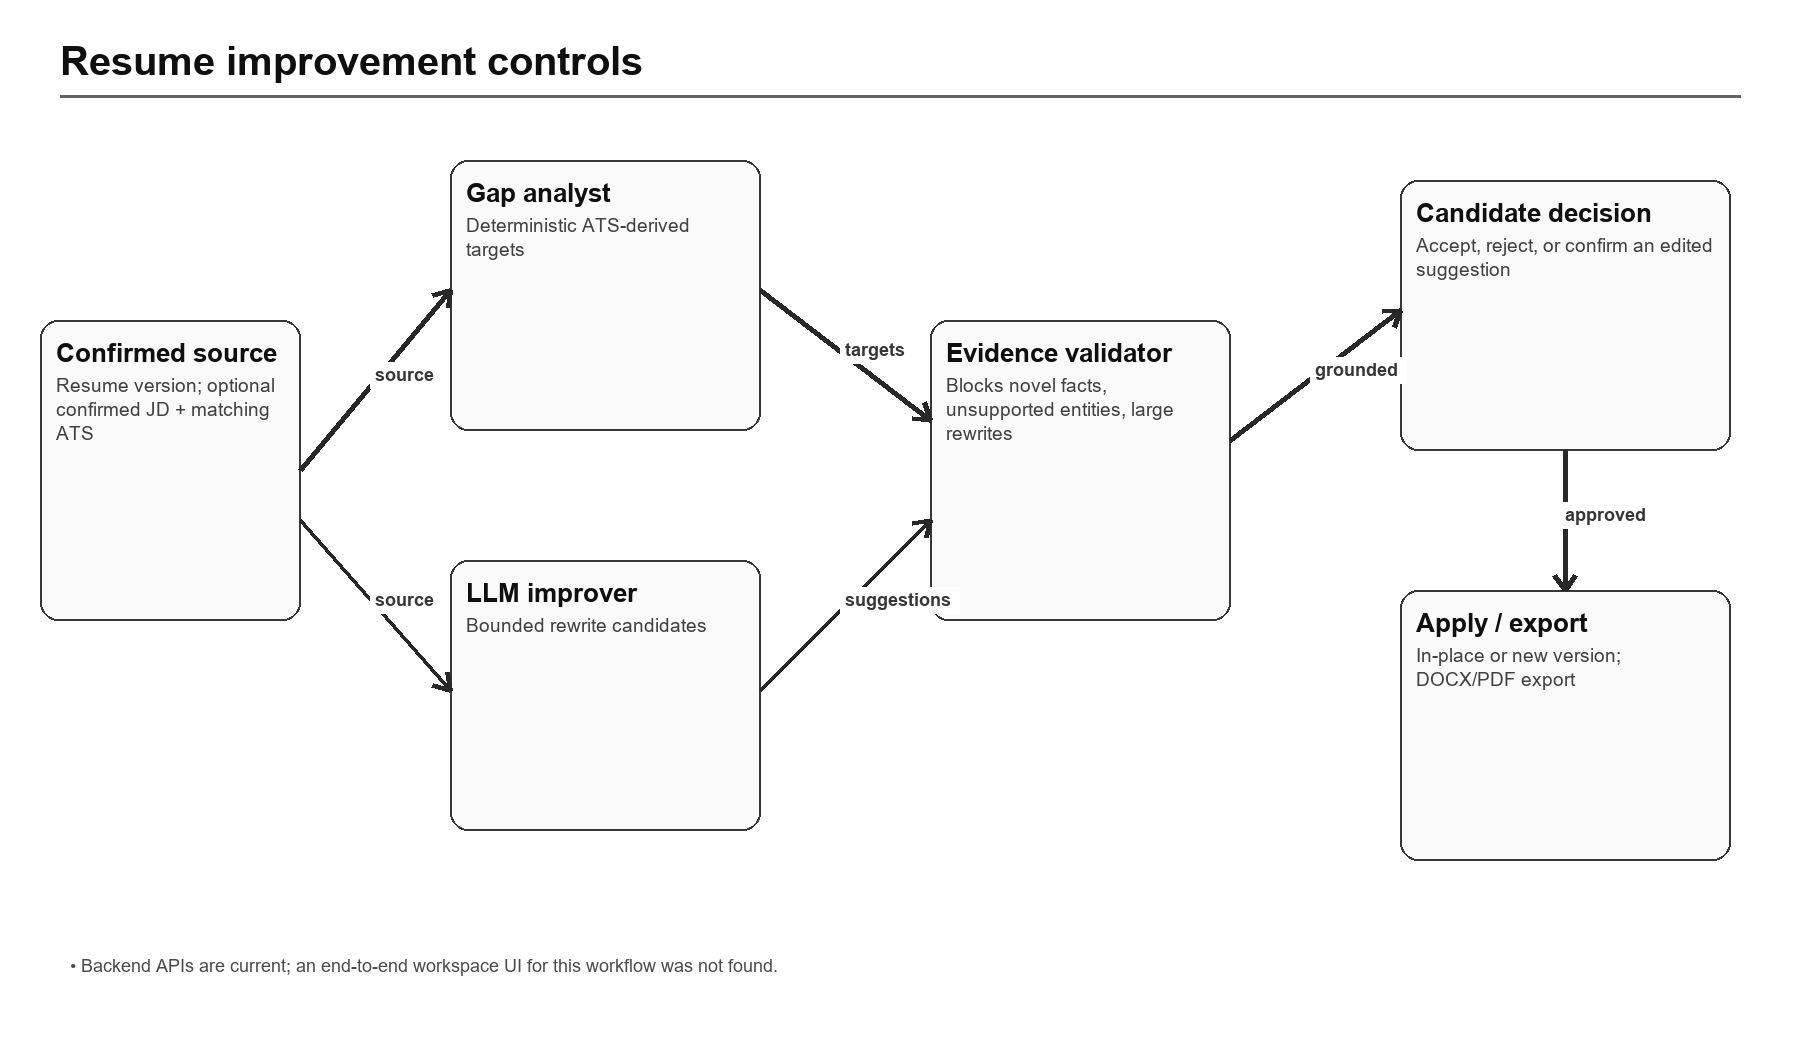 Resume improvement controls
Gap analyst
Deterministic ATS-derived
targets
Candidate decision
Accept, reject, or confirm an edited
suggestion
Confirmed source
Resume version; optional
confirmed JD + matching
ATS
source
targets
Evidence validator
Blocks novel facts,
unsupported entities, large
rewrites
grounded
approved
source
LLM improver
Bounded rewrite candidates
suggestions
Apply / export
In-place or new version;
DOCX/PDF export
• Backend APIs are current; an end-to-end workspace UI for this workflow was not found.